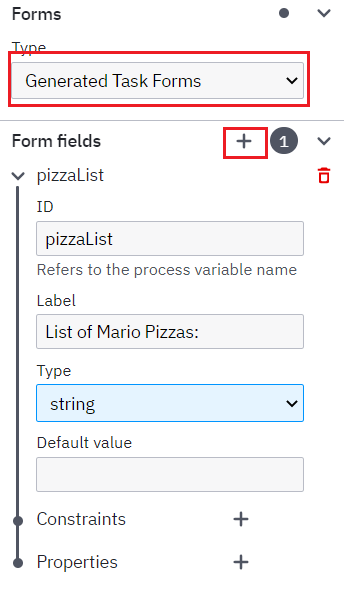 Forms
Type
Generated Task Forms
Form fields
1
pizzaList
ID
pizzaList
Refers to the process variable name
Label
List of Mario Pizzas:
Type
string
Default value
Constraints
Properties